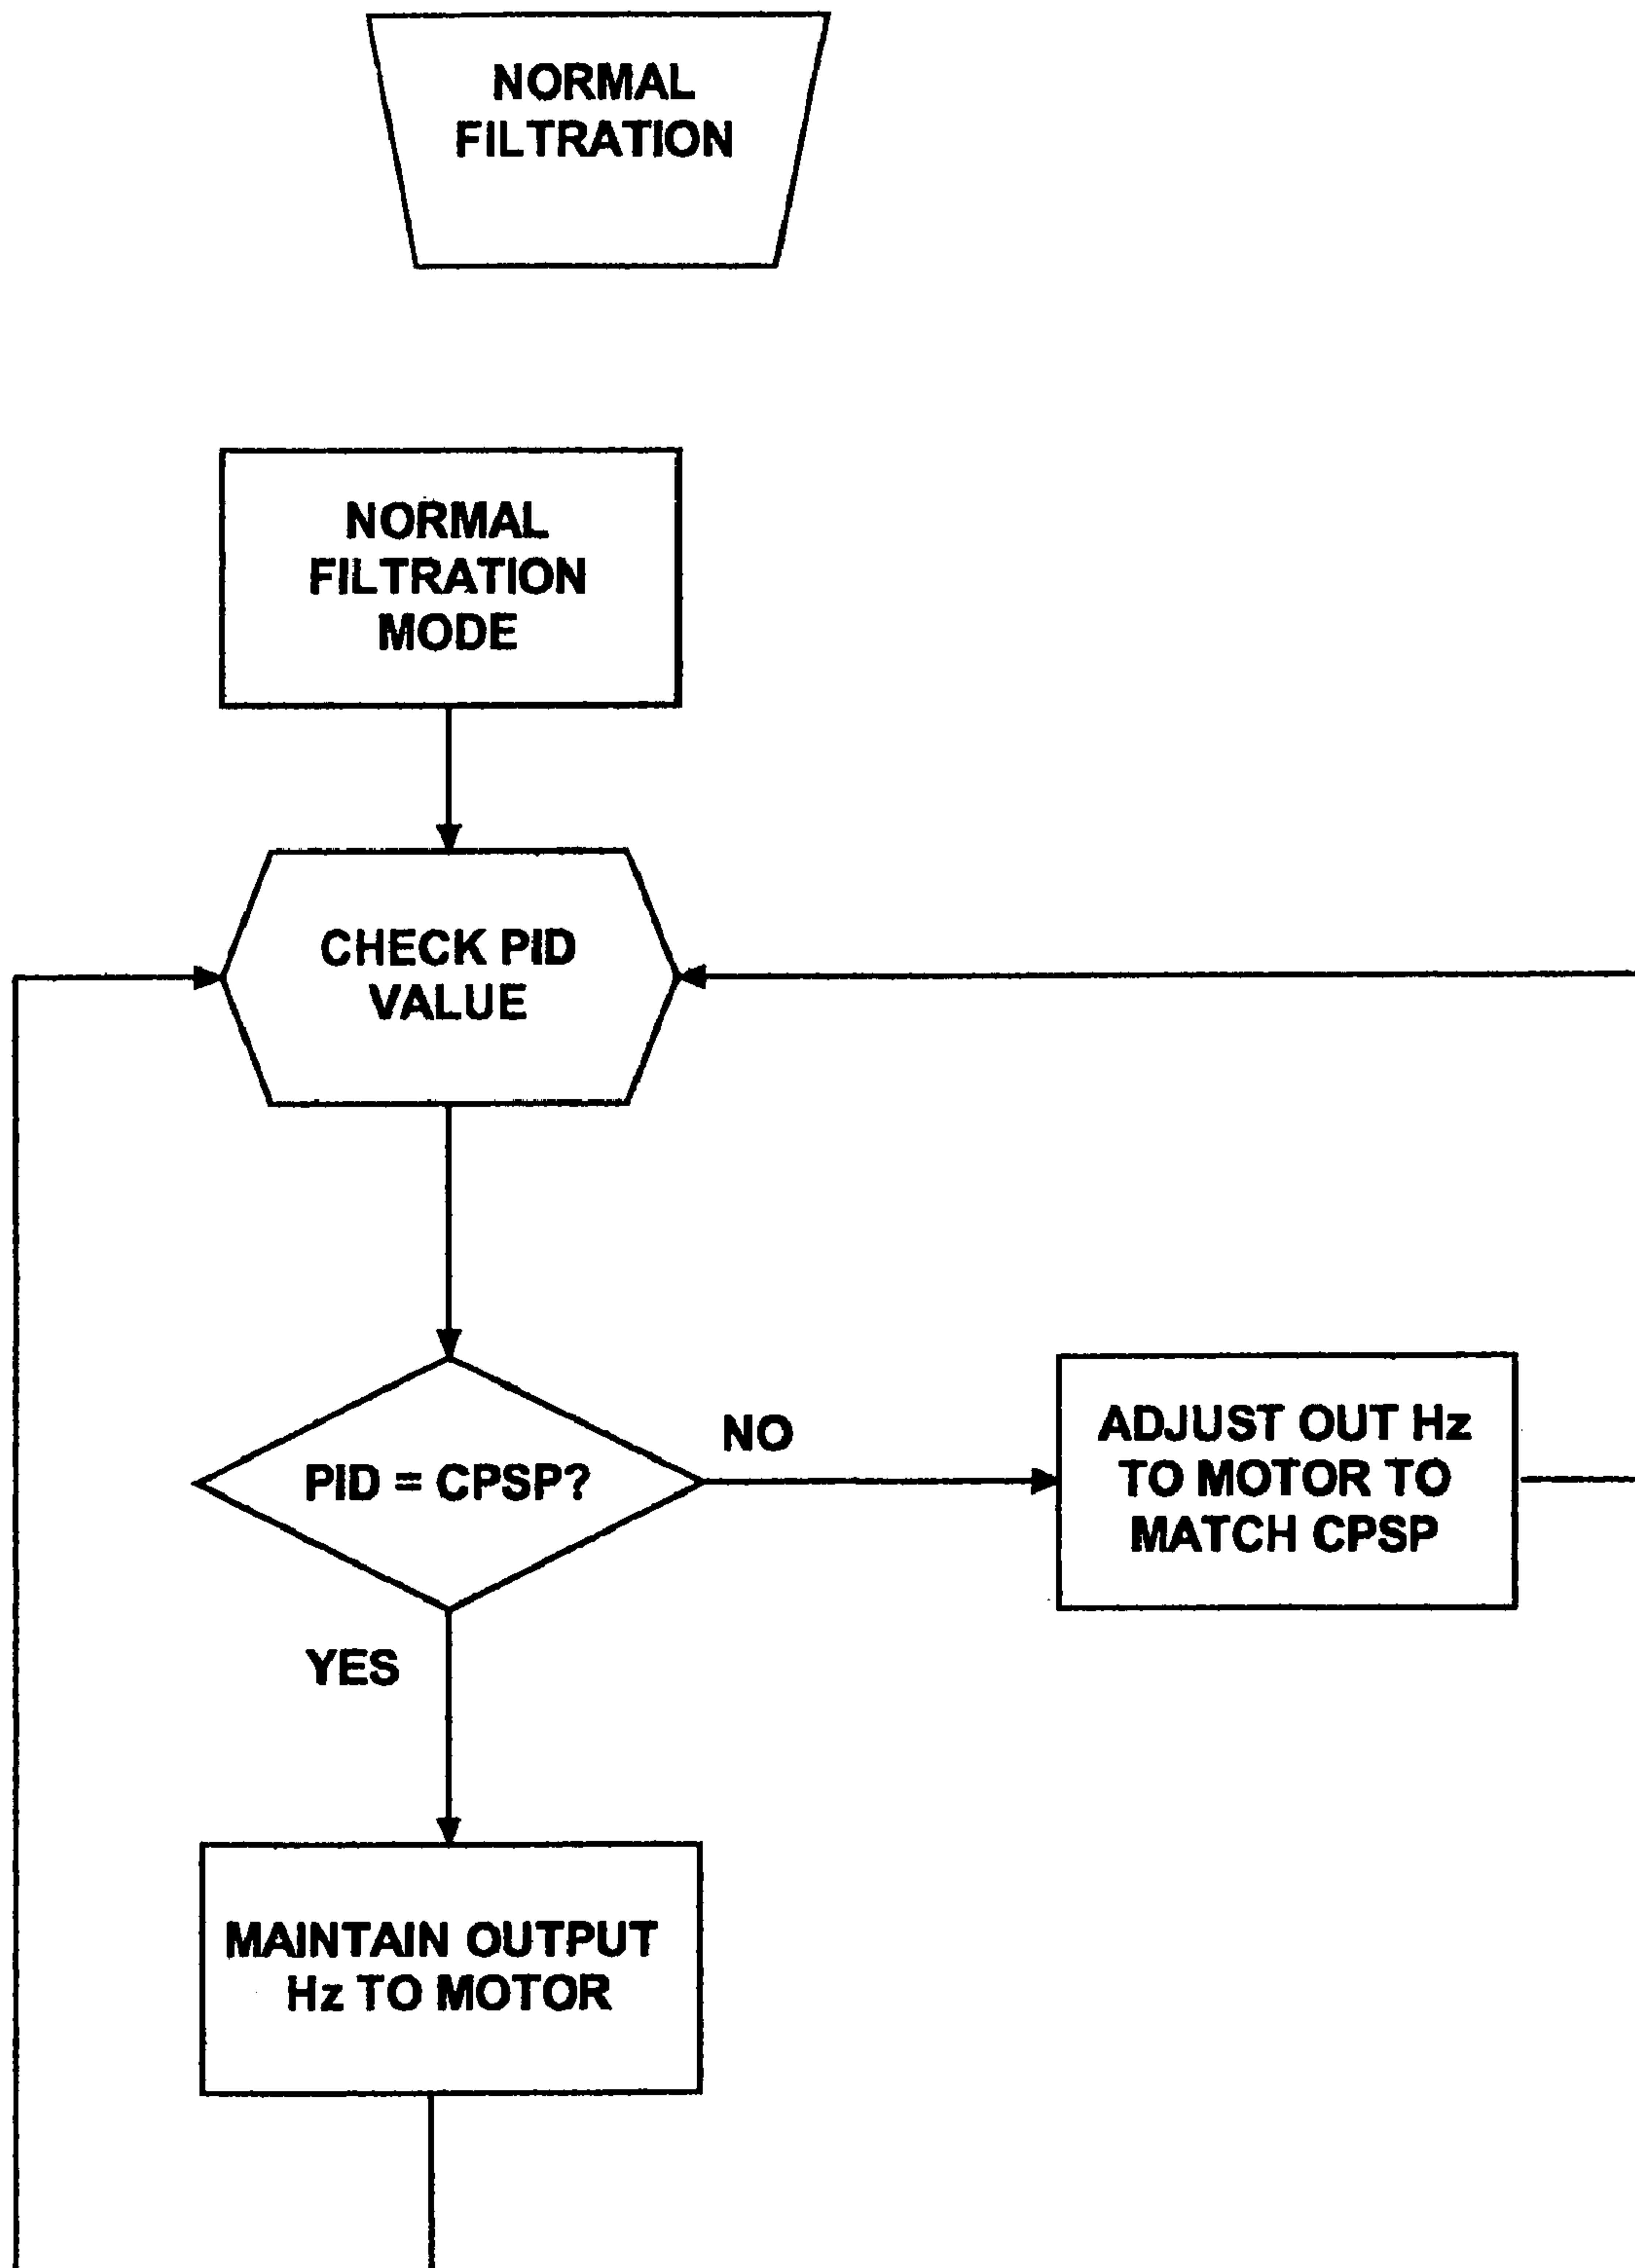 NORMAL
FILTRATION
NORMAL
FILTRATION
MODE
CHECK PID
VALUE
PID = CPSP?
NO
ADJUST OUT Hz
TO MOTOR TO
MATCH CPSP
YES
MAINTAIN OUTPUT
Hz TO MOTOR